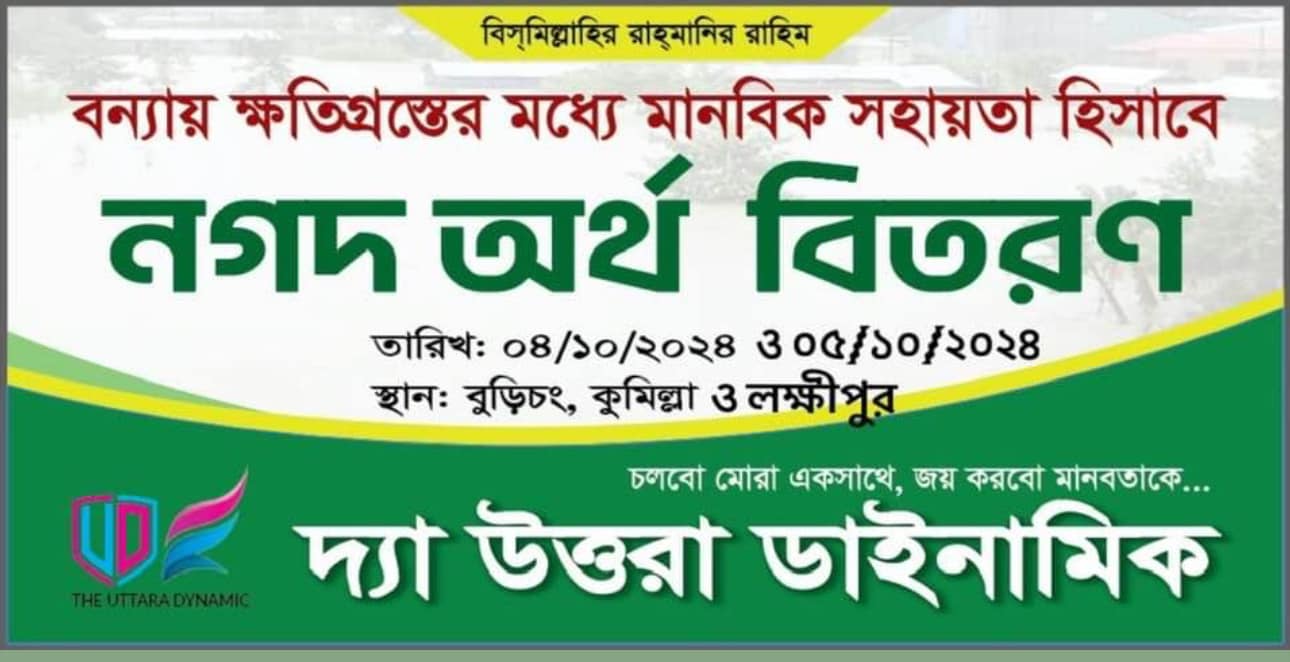 বিস্‌মিল্লাহির রাহ্‌মানির রাহিম
বন্যায় ক্ষতিগ্রস্তের মধ্যে মানবিক সহায়তা হিসাবে
নগদ অর্থ বিতরণ
তারিখ: ০৪/১০/২০২৪ ও ০৫/১০/২০২৪
স্থান: বুড়িচং, কুমিল্লা ও লক্ষীপুর
চলবো মোরা একসাথে, জয় করবো মানবতাকে...
দ্যা উত্তরা ডাইনামিক
UD
THE UTTARA DYNAMIC